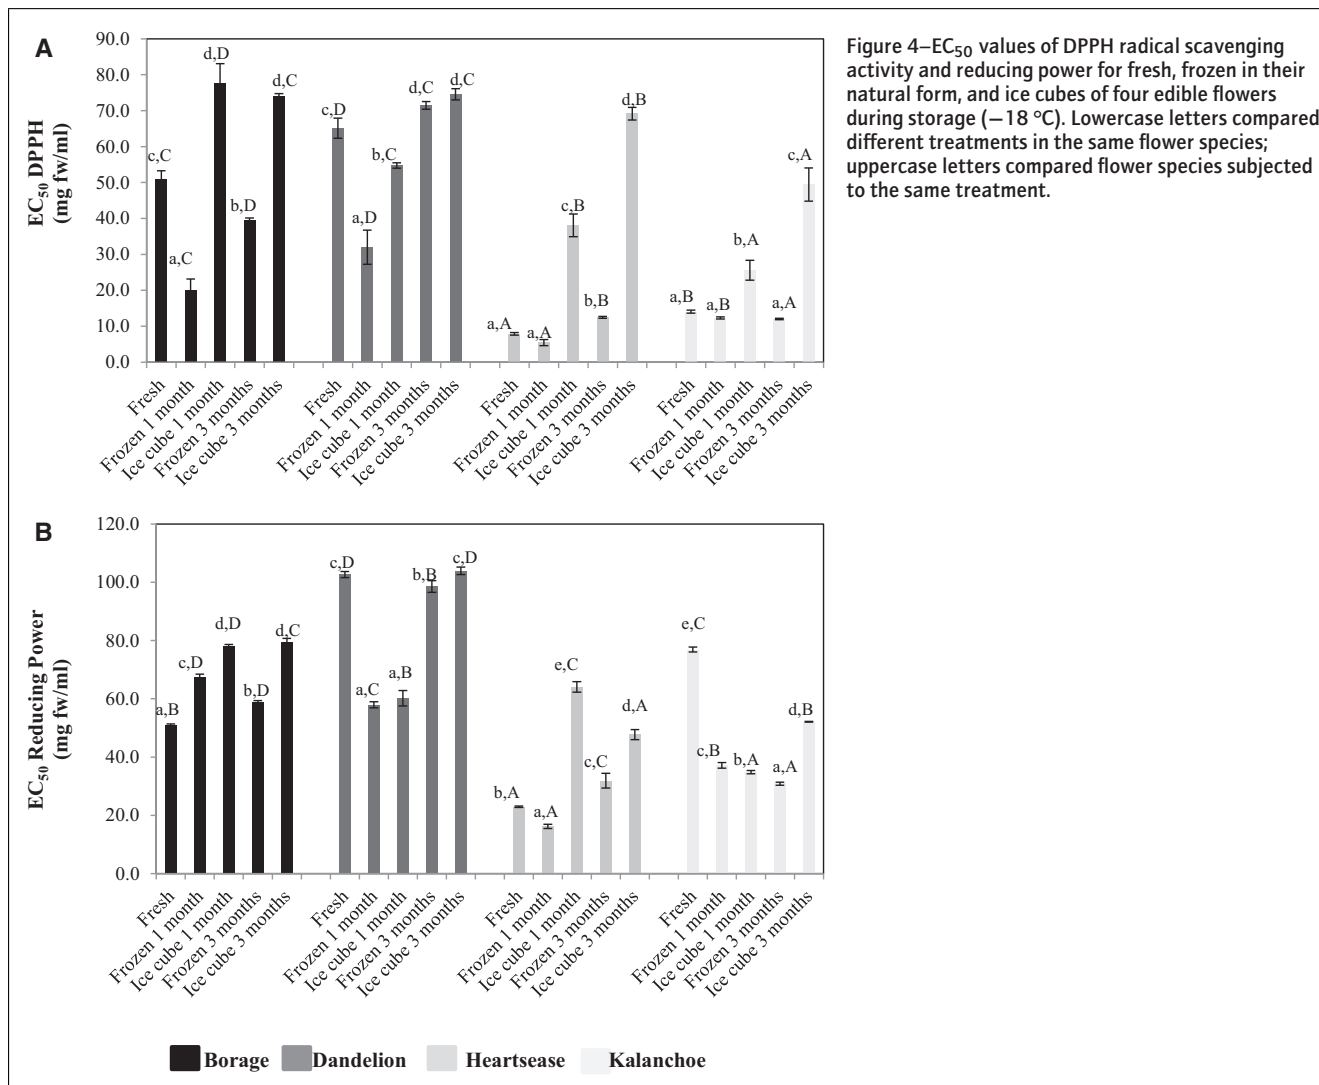 A
90.0
80.0
70.0
60.0
50.0
40.0
30.0
20.0
10.0
0.0
EC50 DPPH
(mg fw/ml)
c,C
a,C
d,D
b,D
d,C
c,D
a,D
b,C
d,C
d,C
a,A
a,A
c,B
b,B
d,B
a,B
a,B
b,A
a,A
c,A
Fresh
Frozen 1 month
Ice cube 1 month
Frozen 3 months
Ice cube 3 months
Fresh
Frozen 1 month
Ice cube 1 month
Frozen 3 months
Ice cube 3 months
Fresh
Frozen 1 month
Ice cube 1 month
Frozen 3 months
Ice cube 3 months
Fresh
Frozen 1 month
Ice cube 1 month
Frozen 3 months
Ice cube 3 months
Figure 4–EC50 values of DPPH radical scavenging
activity and reducing power for fresh, frozen in their
natural form, and ice cubes of four edible flowers
during storage (−18 °C). Lowercase letters compared
different treatments in the same flower species;
uppercase letters compared flower species subjected
to the same treatment.
B
120.0
100.0
80.0
60.0
40.0
20.0
0.0
EC50 Reducing Power
(mg fw/ml)
a,B
c,D
d,D
b,D
d,C
c,D
a,C
a,B
b,B
c,D
b,A
a,A
e,C
c,C
d,A
e,C
c,B
b,A
a,A
d,B
Fresh
Frozen 1 month
Ice cube 1 month
Frozen 3 months
Ice cube 3 months
Fresh
Frozen 1 month
Ice cube 1 month
Frozen 3 months
Ice cube 3 months
Fresh
Frozen 1 month
Ice cube 1 month
Frozen 3 months
Ice cube 3 months
Fresh
Frozen 1 month
Ice cube 1 month
Frozen 3 months
Ice cube 3 months
Borage Dandelion Heartsease Kalanchoe